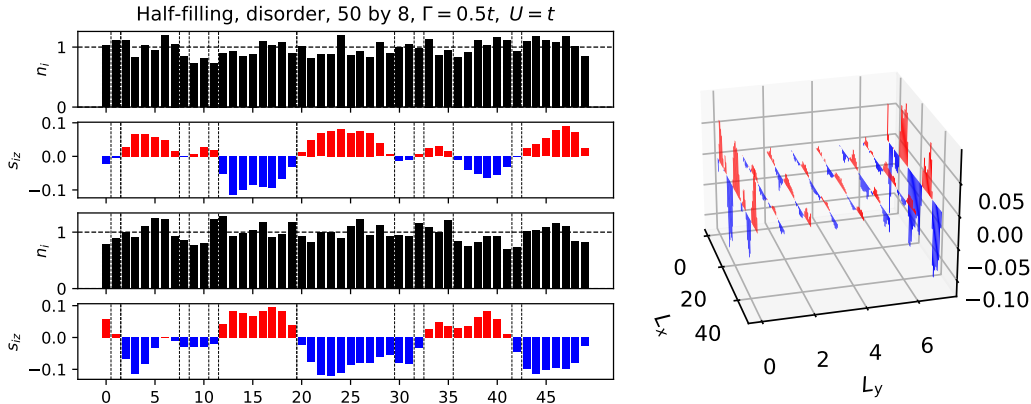 Half-filling, disorder, 50 by 8, Γ = 0.5t, U = t
1
0
n_i
0.1
0.0
−0.1
s_iz
1
0
n_i
0.1
0.0
−0.1
s_iz
0 5 10 15 20 25 30 35 40 45
0.05
0.00
−0.05
−0.10
0
20
40
L_x
0 2 4 6
L_y